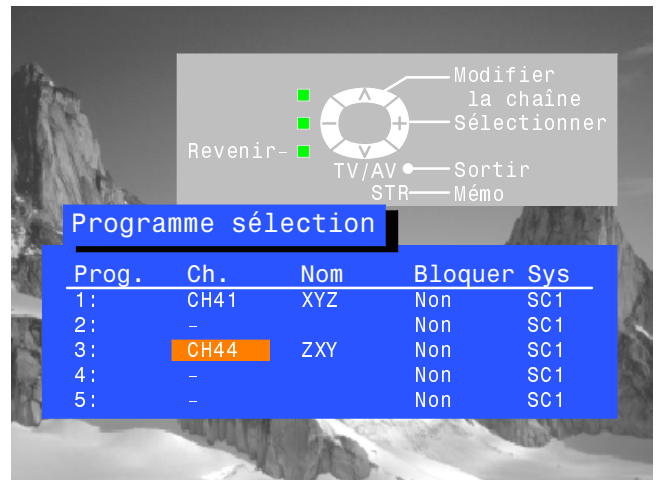 Modifier
la chaîne
Sélectionner
Revenir
TV/AV Sortir
STR Mémo
Programme sélection
Prog. Ch. Nom Bloquer Sys
1: CH41 XYZ Non SC1
2: - Non SC1
3: CH44 ZXY Non SC1
4: - Non SC1
5: - Non SC1